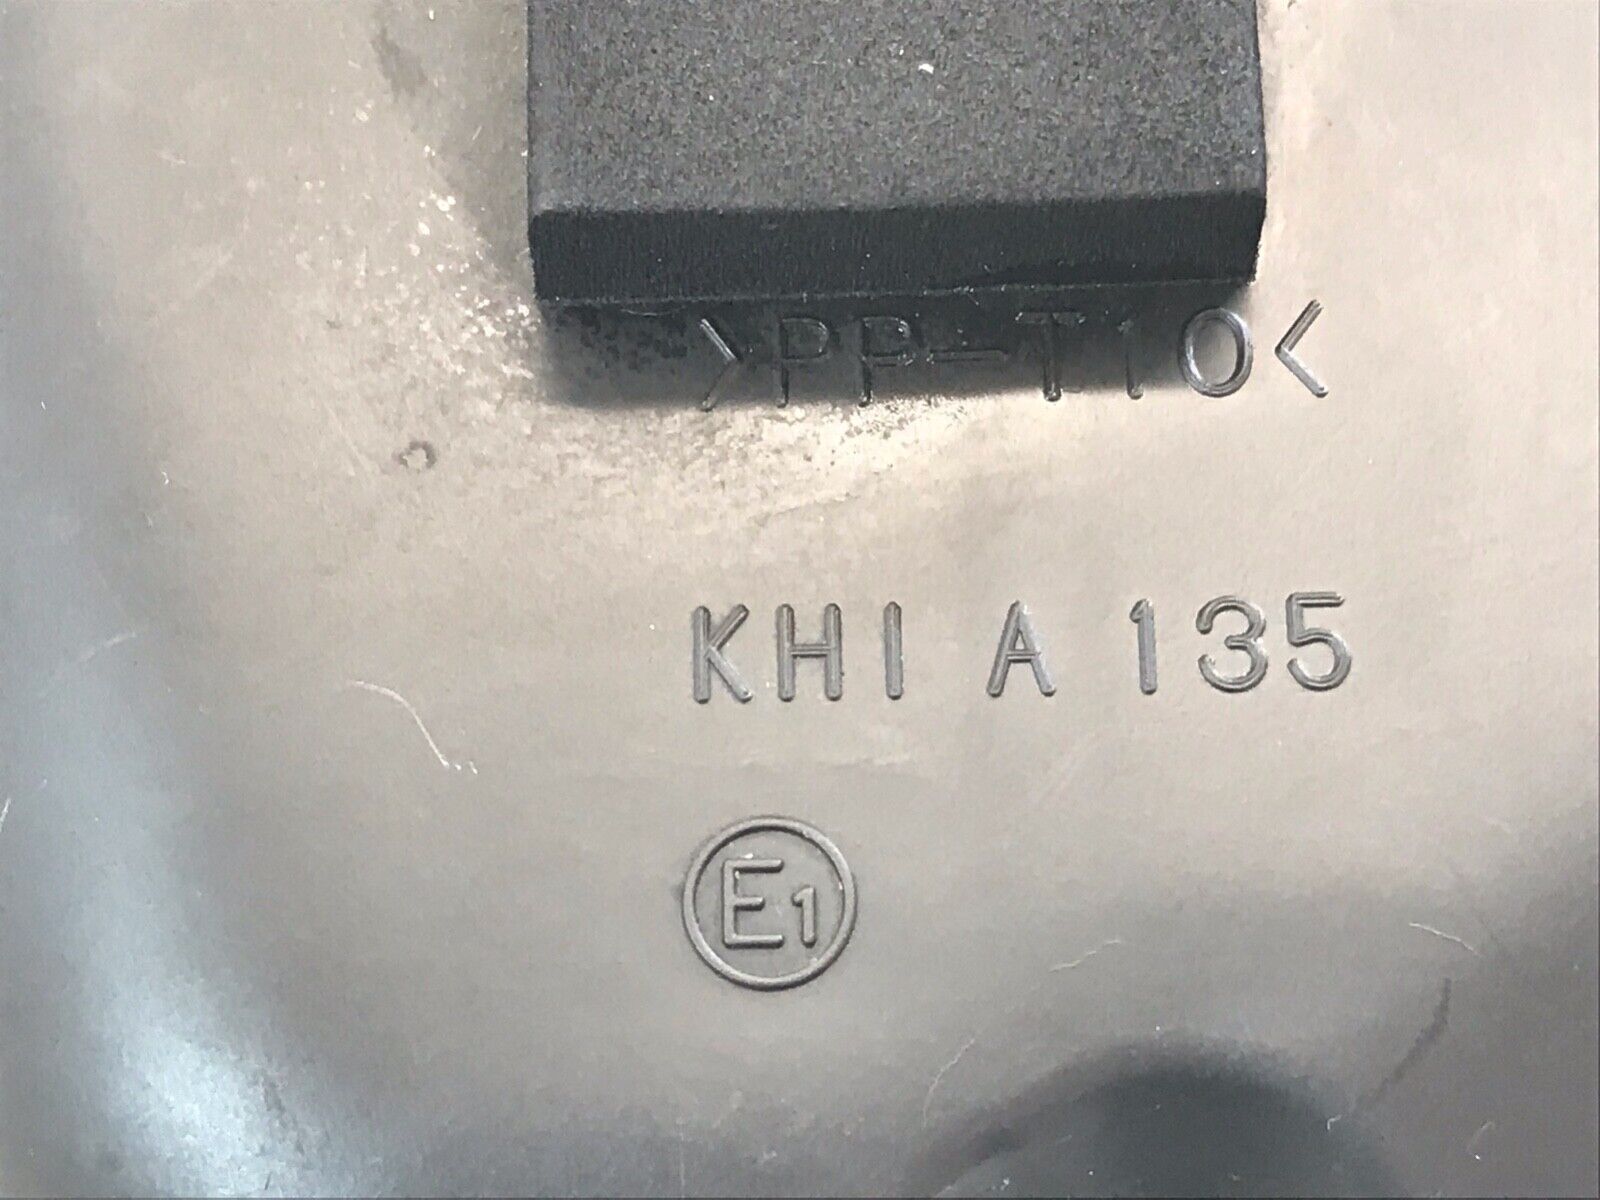 >PP-T10<
KHI A 135
E1